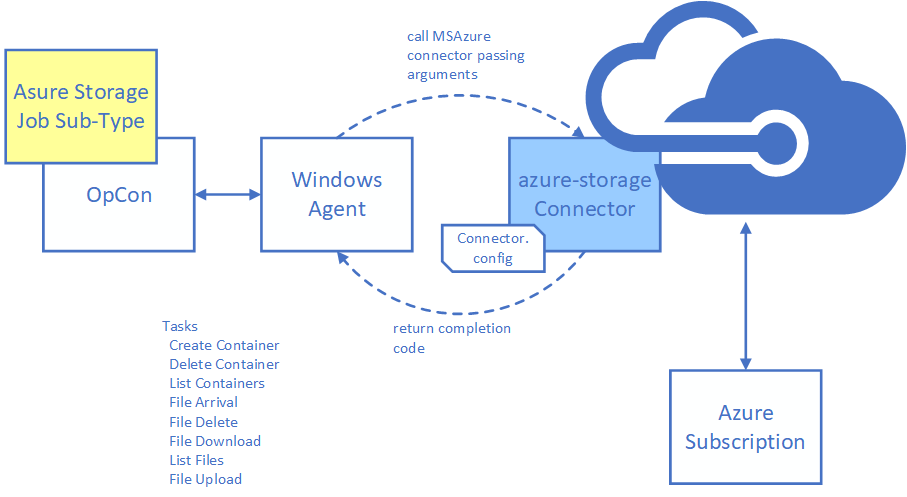 call MSAzure
connector passing
arguments
Asure Storage
Job Sub-Type
OpCon
Windows
Agent
azure-storage
Connector
Connector.
config
return completion
code
Tasks
Create Container
Delete Container
List Containers
File Arrival
File Delete
File Download
List Files
File Upload
Azure
Subscription